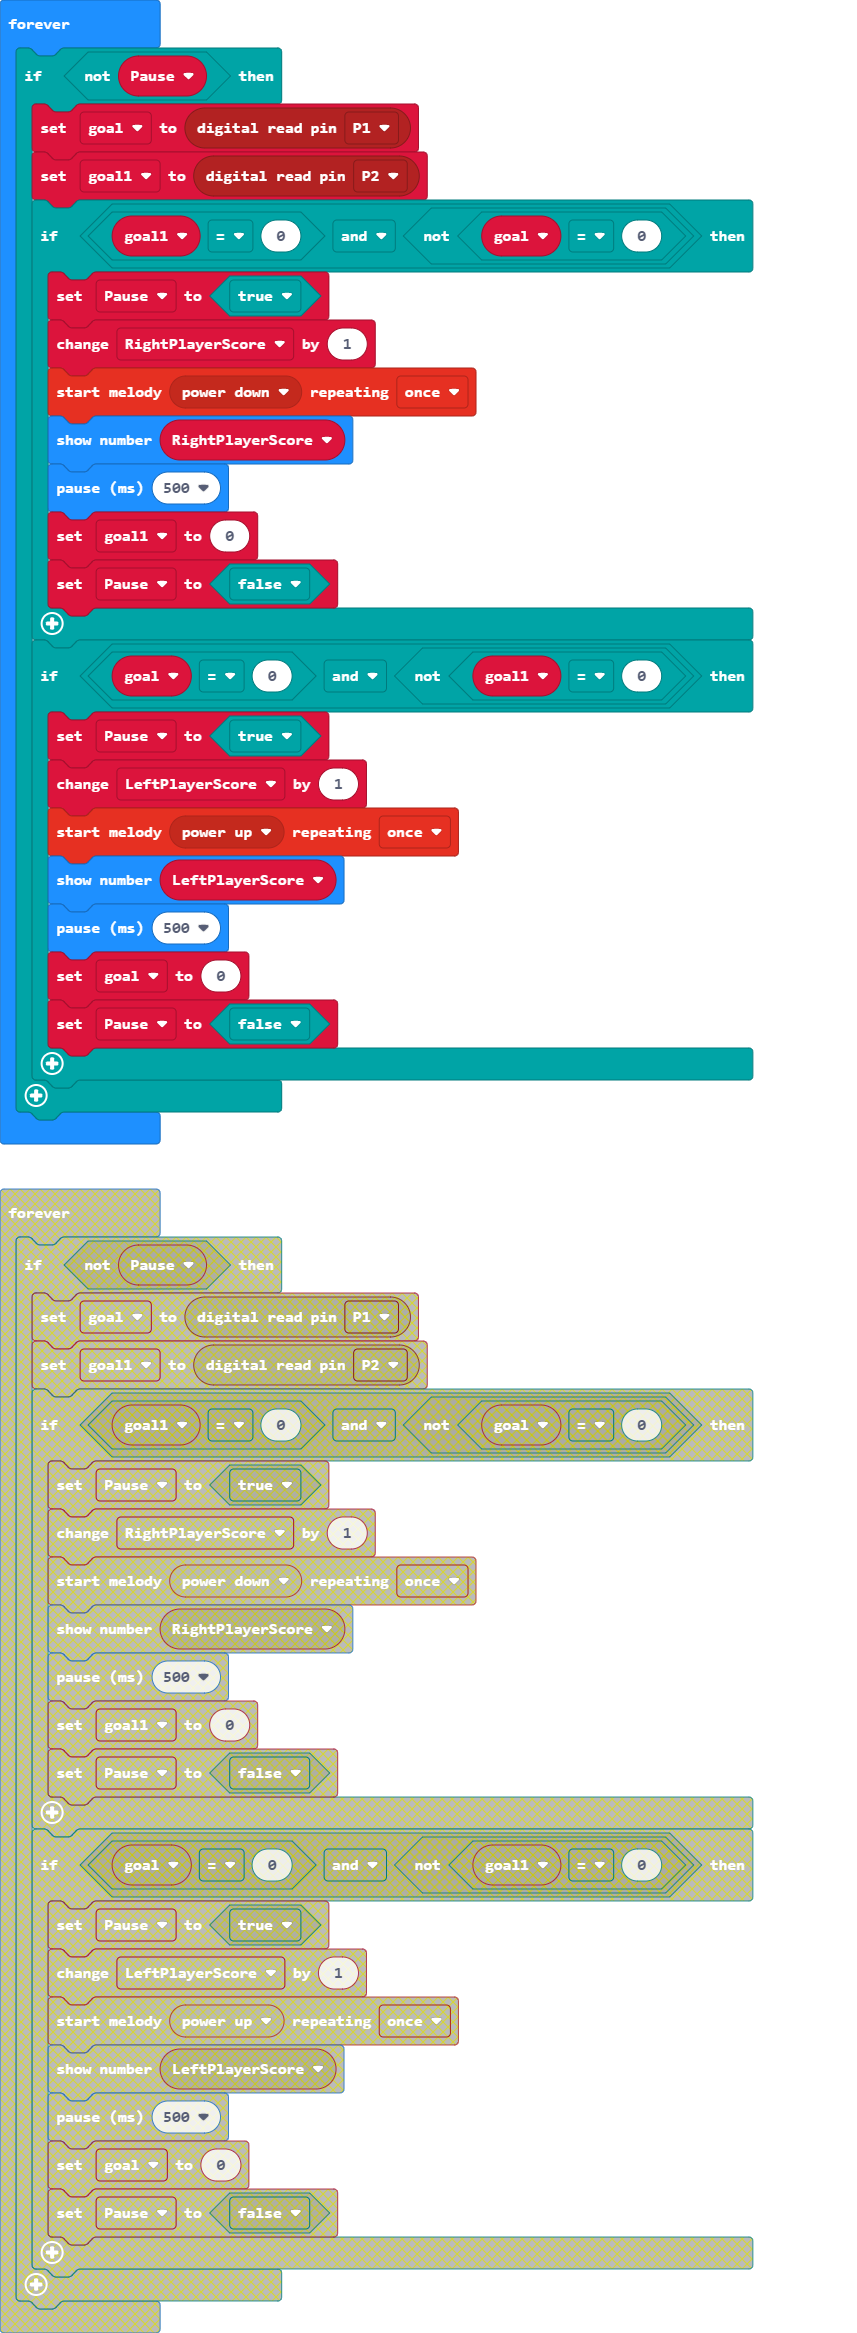 forever
if not Pause then
set goal to digital read pin P1
set goal1 to digital read pin P2
if goal1 = 0 and not goal = 0 then
set Pause to true
change RightPlayerScore by 1
start melody power down repeating once
show number RightPlayerScore
pause (ms) 500
set goal1 to 0
set Pause to false
if goal = 0 and not goal1 = 0 then
set Pause to true
change LeftPlayerScore by 1
start melody power up repeating once
show number LeftPlayerScore
pause (ms) 500
set goal to 0
set Pause to false
forever
if not Pause then
set goal to digital read pin P1
set goal1 to digital read pin P2
if goal1 = 0 and not goal = 0 then
set Pause to true
change RightPlayerScore by 1
start melody power down repeating once
show number RightPlayerScore
pause (ms) 500
set goal1 to 0
set Pause to false
if goal = 0 and not goal1 = 0 then
set Pause to true
change LeftPlayerScore by 1
start melody power up repeating once
show number LeftPlayerScore
pause (ms) 500
set goal to 0
set Pause to false